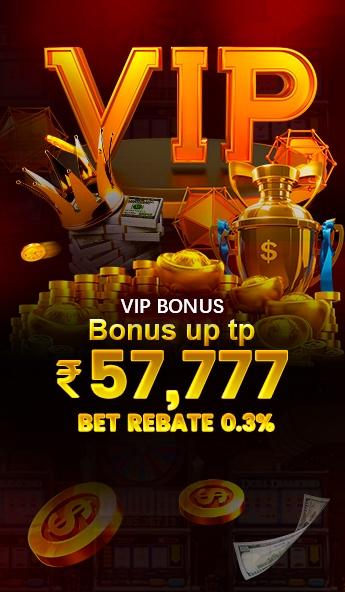 VIP
$
VIP BONUS
Bonus up tp
₹57,777
BET REBATE 0.3%
$
$